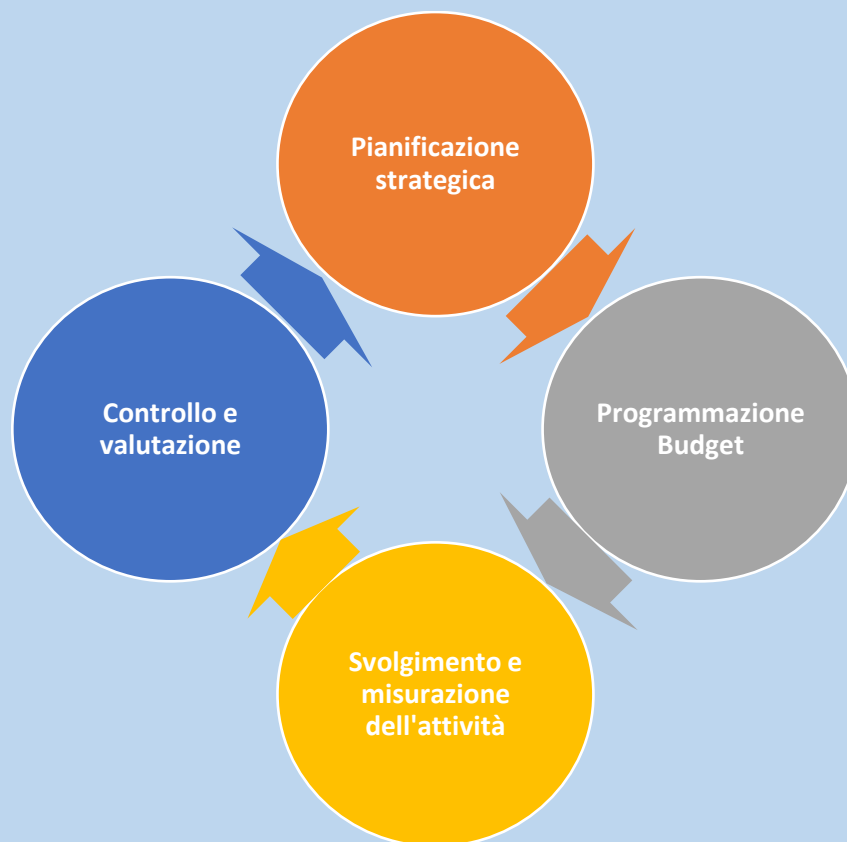 Pianificazione
strategica
Controllo e
valutazione
Programmazione
Budget
Svolgimento e
misurazione
dell'attività